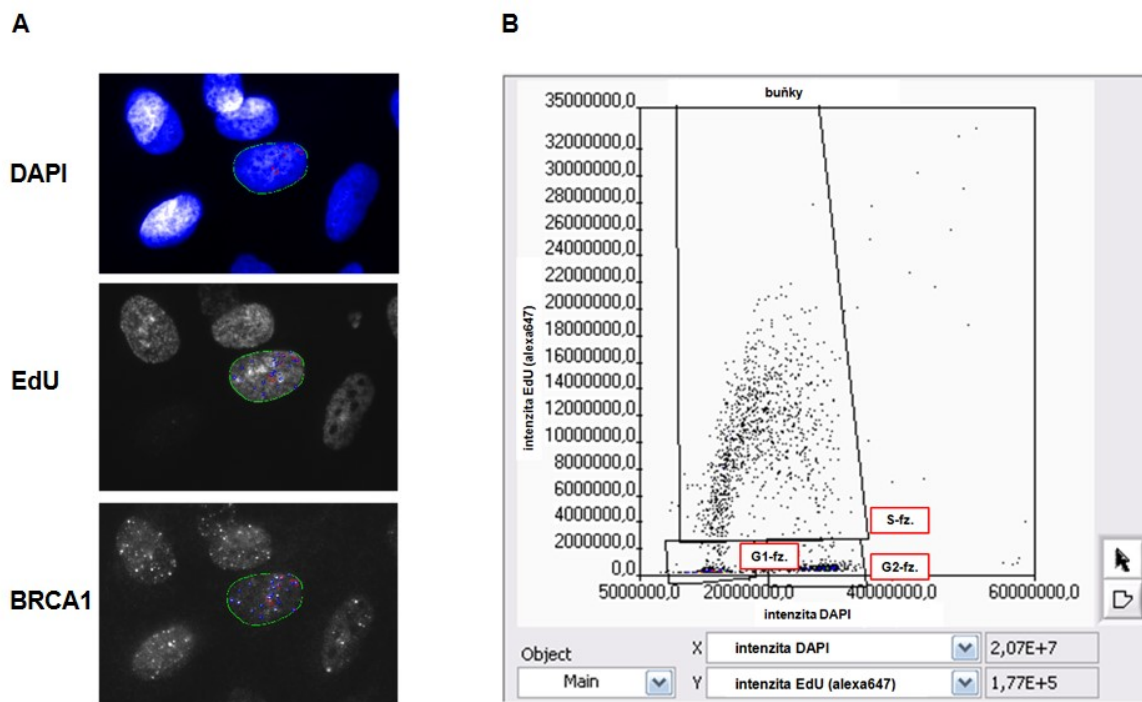 A
B
DAPI
EdU
BRCA1
buňky
35000000,0
32000000,0
30000000,0
28000000,0
26000000,0
24000000,0
22000000,0
20000000,0
18000000,0
16000000,0
14000000,0
12000000,0
10000000,0
8000000,0
6000000,0
4000000,0
2000000,0
0,0
intenzita EdU (alexa647)
S-fz.
G1-fz.
G2-fz.
5000000,0 20000000,0 40000000,0 60000000,0
intenzita DAPI
Object
Main
X intenzita DAPI 2,07E+7
Y intenzita EdU (alexa647) 1,77E+5